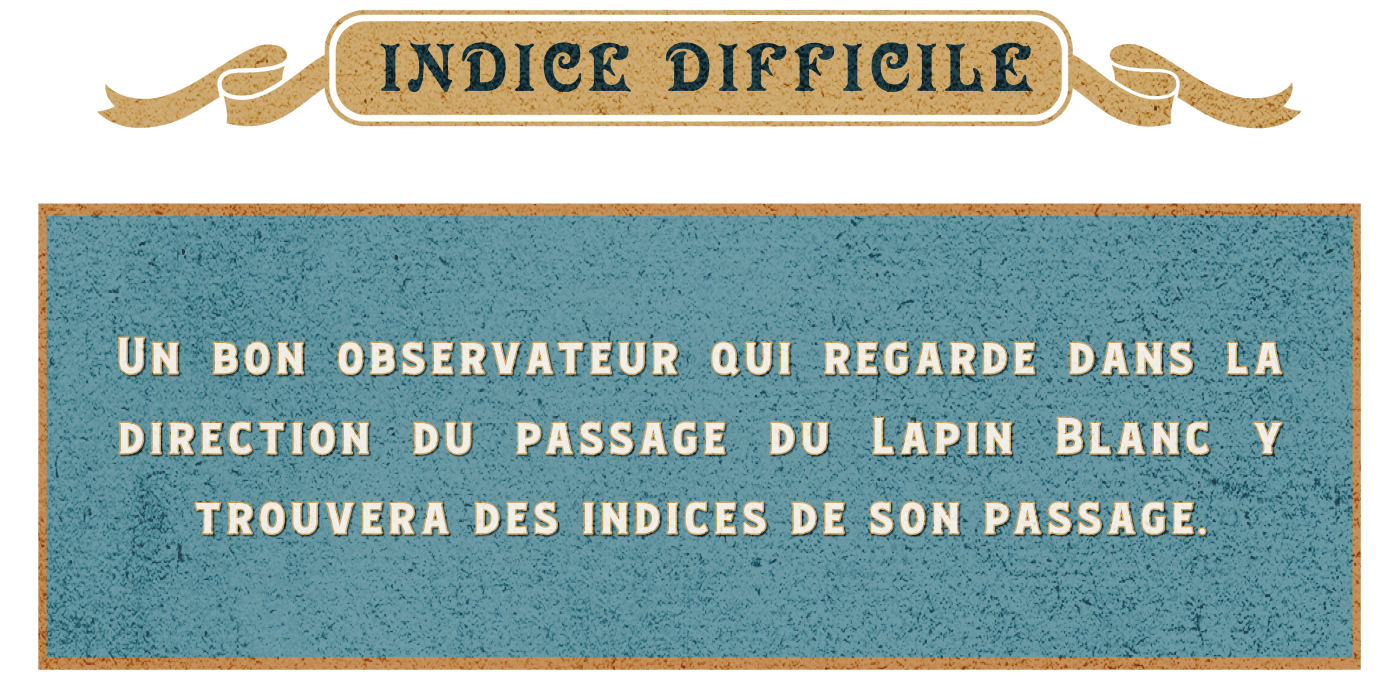 INDICE DIFFICILE
Un bon observateur qui regarde dans la
direction du passage du Lapin Blanc y
trouvera des indices de son passage.